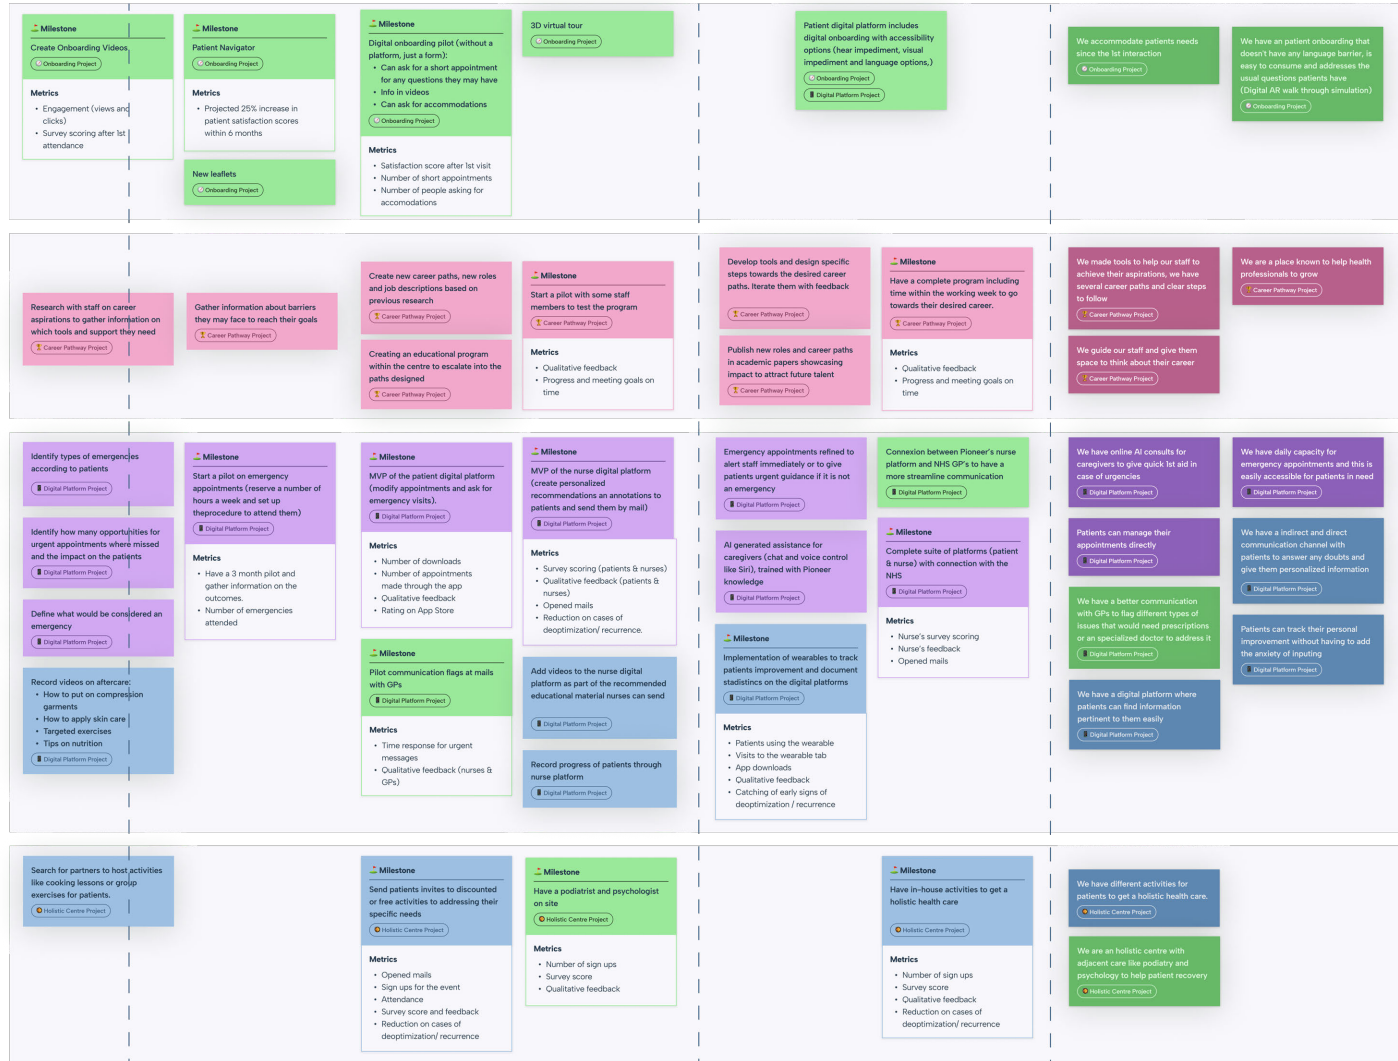 Milestone
Create Onboarding Videos
Onboarding Project
Metrics
• Engagement (views and
clicks)
• Survey scoring after 1st
attendance
Milestone
Patient Navigator
Onboarding Project
Metrics
• Projected 25% increase in
patient satisfaction scores
within 6 months
New leaflets
Onboarding Project
Milestone
Digital onboarding pilot (without a
platform, just a form):
• Can ask for a short appointment
for any questions they may have
• Info in videos
• Can ask for accommodations
Onboarding Project
Metrics
• Satisfaction score after 1st visit
• Number of short appointments
• Number of people asking for
accomodations
3D virtual tour
Onboarding Project
Patient digital platform includes
digital onboarding with accessibility
options (hear impediment, visual
impediment and language options,)
Onboarding Project
Digital Platform Project
We accommodate patients needs
since the 1st interaction
Onboarding Project
We have an patient onboarding that
doesn't have any language barrier, is
easy to consume and addresses the
usual questions patients have
(Digital AR walk through simulation)
Onboarding Project
Research with staff on career
aspirations to gather information on
which tools and support they need
Career Pathway Project
Gather information about barriers
they may face to reach their goals
Career Pathway Project
Create new career paths, new roles
and job descriptions based on
previous research
Career Pathway Project
Creating an educational program
within the centre to escalate into the
paths designed
Career Pathway Project
Milestone
Start a pilot with some staff
members to test the program
Career Pathway Project
Metrics
• Qualitative feedback
• Progress and meeting goals on
time
Develop tools and design specific
steps towards the desired career
paths. Iterate them with feedback
Career Pathway Project
Publish new roles and career paths
in academic papers showcasing
impact to attract future talent
Career Pathway Project
Milestone
Have a complete program including
time within the working week to go
towards their desired career.
Career Pathway Project
Metrics
• Qualitative feedback
• Progress and meeting goals on
time
We made tools to help our staff to
achieve their aspirations, we have
several career paths and clear steps
to follow
Career Pathway Project
We guide our staff and give them
space to think about their career
Career Pathway Project
We are a place known to help health
professionals to grow
Career Pathway Project
Identify types of emergencies
according to patients
Digital Platform Project
Identify how many opportunities for
urgent appointments where missed
and the impact on the patients
Digital Platform Project
Define what would be considered an
emergency
Digital Platform Project
Record videos on aftercare:
• How to put on compression
garments
• How to apply skin care
• Targeted exercises
• Tips on nutrition
Digital Platform Project
Milestone
Start a pilot on emergency
appointments (reserve a number of
hours a week and set up
theprocedure to attend them)
Digital Platform Project
Metrics
• Have a 3 month pilot and
gather information on the
outcomes.
• Number of emergencies
attended
Milestone
MVP of the patient digital platform
(modify appointments and ask for
emergency visits).
Digital Platform Project
Metrics
• Number of downloads
• Number of appointments
made through the app
• Qualitative feedback
• Rating on App Store
Milestone
Pilot communication flags at mails
with GPs
Digital Platform Project
Metrics
• Time response for urgent
messages
• Qualitative feedback (nurses &
GPs)
Milestone
MVP of the nurse digital platform
(create personalized
recommendations an annotations to
patients and send them by mail)
Digital Platform Project
Metrics
• Survey scoring (patients & nurses)
• Qualitative feedback (patients &
nurses)
• Opened mails
• Reduction on cases of
deoptimization/ recurrence.
Add videos to the nurse digital
platform as part of the recommended
educational material nurses can send
Digital Platform Project
Record progress of patients through
nurse platform
Digital Platform Project
Emergency appointments refined to
alert staff immediately or to give
patients urgent guidance if it is not
an emergency
Digital Platform Project
AI generated assistance for
caregivers (chat and voice control
like Siri), trained with Pioneer
knowledge
Digital Platform Project
Milestone
Implementation of wearables to track
patients improvement and document
stadistincs on the digital platforms
Digital Platform Project
Metrics
• Patients using the wearable
• Visits to the wearable tab
• App downloads
• Qualitative feedback
• Catching of early signs of
deoptimization / recurrence
Connexion between Pioneer's nurse
platform and NHS GP's to have a
more streamline communication
Digital Platform Project
Milestone
Complete suite of platforms (patient
& nurse) with connection with the
NHS
Digital Platform Project
Metrics
• Nurse's survey scoring
• Nurse's feedback
• Opened mails
We have online AI consults for
caregivers to give quick 1st aid in
case of urgencies
Digital Platform Project
Patients can manage their
appointments directly
Digital Platform Project
We have a better communication
with GPs to flag different types of
issues that would need prescriptions
or an specialized doctor to address it
Digital Platform Project
We have a digital platform where
patients can find information
pertinent to them easily
Digital Platform Project
We have daily capacity for
emergency appointments and this is
easily accessible for patients in need
Digital Platform Project
We have a indirect and direct
communication channel with
patients to answer any doubts and
give them personalized information
Digital Platform Project
Patients can track their personal
improvement without having to add
the anxiety of inputing
Digital Platform Project
Search for partners to host activities
like cooking lessons or group
exercises for patients.
Holistic Centre Project
Milestone
Send patients invites to discounted
or free activities to addressing their
specific needs
Holistic Centre Project
Metrics
• Opened mails
• Sign ups for the event
• Attendance
• Survey score and feedback
• Reduction on cases of
deoptimization/ recurrence
Milestone
Have a podiatrist and psychologist
on site
Holistic Centre Project
Metrics
• Number of sign ups
• Survey score
• Qualitative feedback
Milestone
Have in-house activities to get a
holistic health care
Holistic Centre Project
Metrics
• Number of sign ups
• Survey score
• Qualitative feedback
• Reduction on cases of
deoptimization/ recurrence
We have different activities for
patients to get a holistic health care.
Holistic Centre Project
We are an holistic centre with
adjacent care like podiatry and
psychology to help patient recovery
Holistic Centre Project